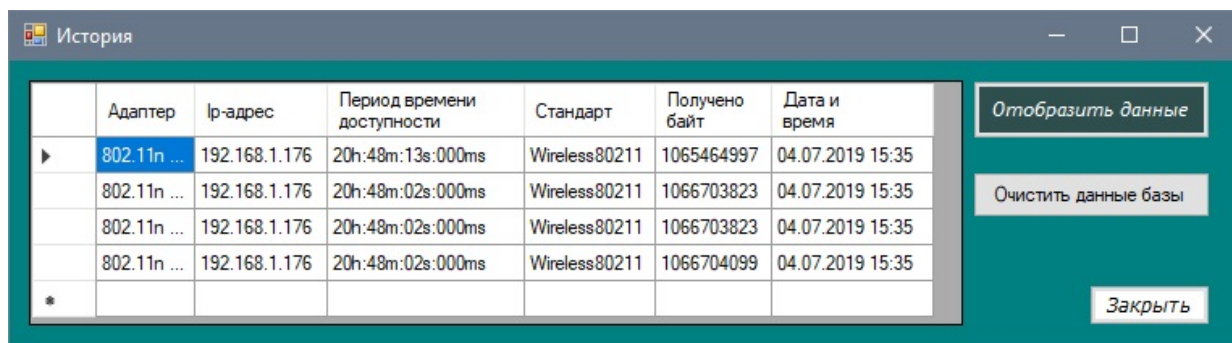 История
Адаптер Ip-адрес Период времени доступности Стандарт Получено байт Дата и время
802.11n ... 192.168.1.176 20h:48m:13s:000ms Wireless80211 1065464997 04.07.2019 15:35
802.11n ... 192.168.1.176 20h:48m:02s:000ms Wireless80211 1066703823 04.07.2019 15:35
802.11n ... 192.168.1.176 20h:48m:02s:000ms Wireless80211 1066703823 04.07.2019 15:35
802.11n ... 192.168.1.176 20h:48m:02s:000ms Wireless80211 1066704099 04.07.2019 15:35
Отобразить данные
Очистить данные базы
Закрыть